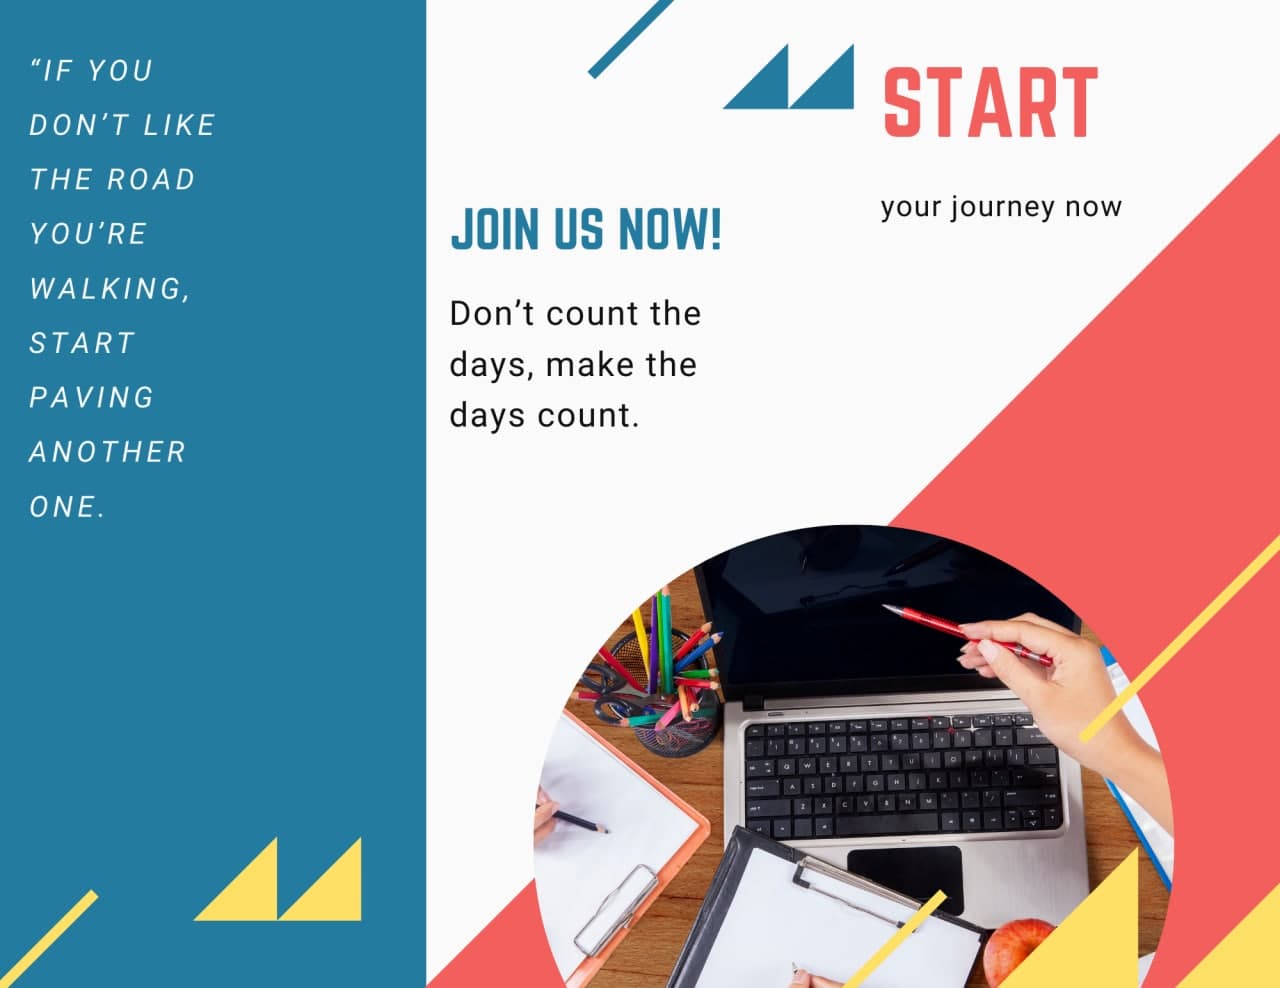 “IF YOU
DON’T LIKE
THE ROAD
YOU’RE
WALKING,
START
PAVING
ANOTHER
ONE.
JOIN US NOW!
Don’t count the
days, make the
days count.
START
your journey now